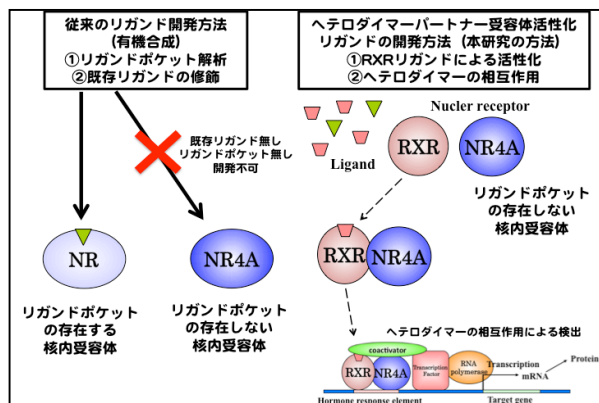 従来のリガンド開発方法
(有機合成)
①リガンドポケット解析
②既存リガンドの修飾
既存リガンド無し
リガンドポケット無し
開発不可
NR
NR4A
リガンドポケット
の存在する
核内受容体
リガンドポケット
の存在しない
核内受容体
ヘテロダイマーパートナー受容体活性化
リガンドの開発方法（本研究の方法）
①RXRリガンドによる活性化
②ヘテロダイマーの相互作用
Nucler receptor
Ligand
RXR
NR4A
リガンドポケット
の存在しない
核内受容体
RXR
NR4A
ヘテロダイマーの相互作用による検出
coactivator
RXR
NR4A
Transcription
Factor
RNA
polymerase
Transcription
mRNA
Protein
Hormone response element
Target gene